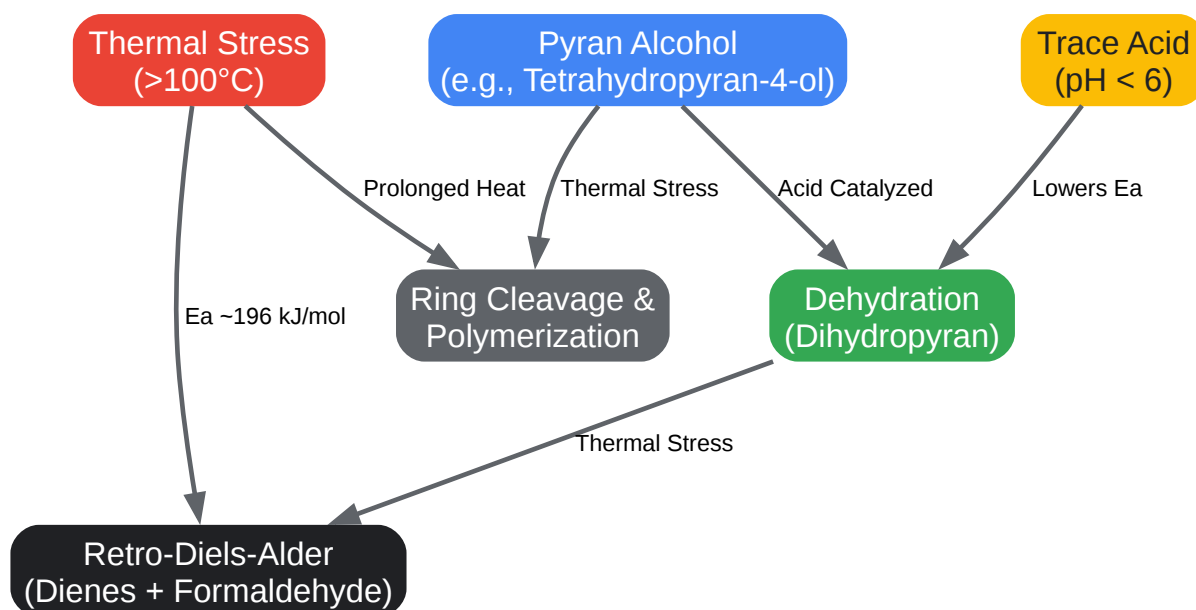 Thermal Stress
(>100°C)
Pyran Alcohol
(e.g., Tetrahydropyran-4-ol)
Trace Acid
(pH < 6)
Prolonged Heat
Thermal Stress
Acid Catalyzed
Lowers Ea
Ring Cleavage &
Polymerization
Dehydration
(Dihydropyran)
Ea ~196 kJ/mol
Thermal Stress
Retro-Diels-Alder
(Dienes + Formaldehyde)